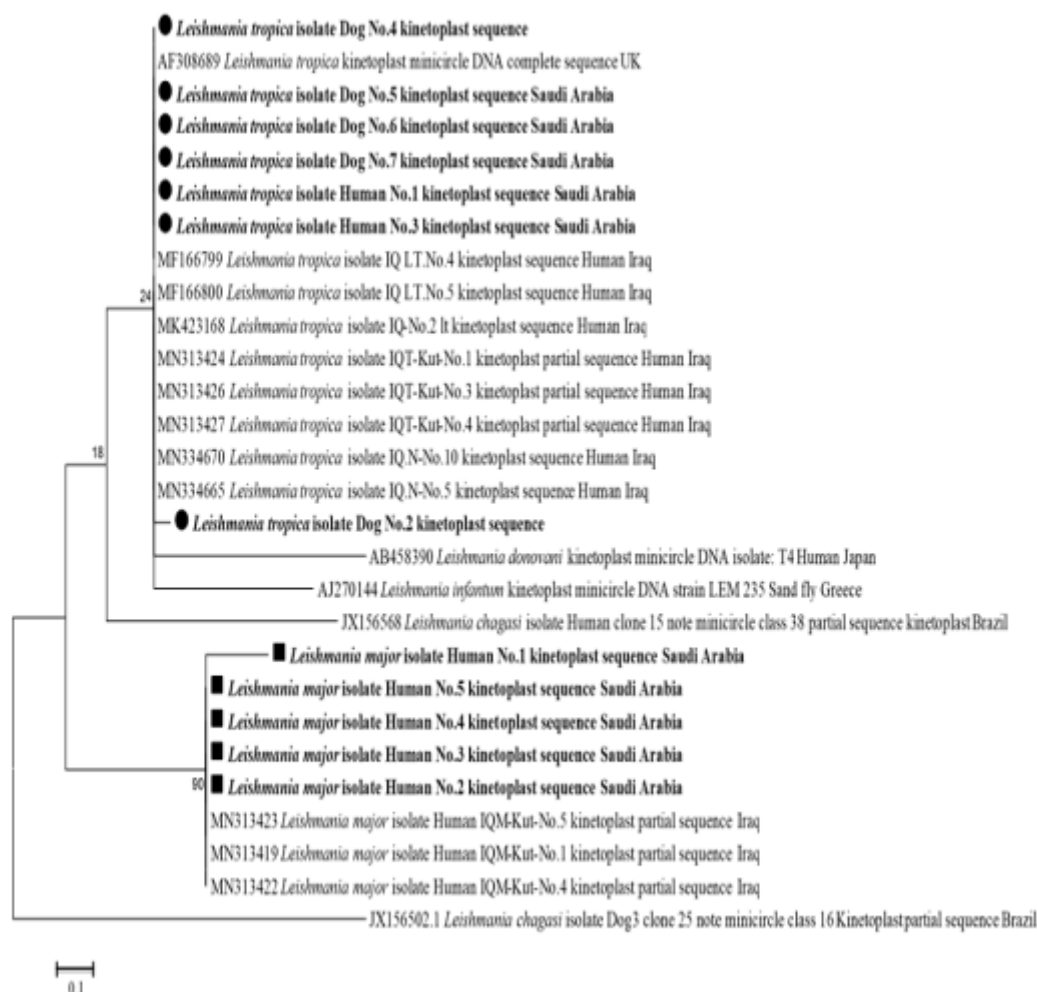 Leishmania tropica isolate Dog No.4 kinetoplast sequence
AF308689 Leishmania tropica kinetoplast minicircle DNA complete sequence UK
Leishmania tropica isolate Dog No.5 kinetoplast sequence Saudi Arabia
Leishmania tropica isolate Dog No.6 kinetoplast sequence Saudi Arabia
Leishmania tropica isolate Dog No.7 kinetoplast sequence Saudi Arabia
Leishmania tropica isolate Human No.1 kinetoplast sequence Saudi Arabia
Leishmania tropica isolate Human No.3 kinetoplast sequence Saudi Arabia
MF166799 Leishmania tropica isolate IQ LT.No.4 kinetoplast sequence Human Iraq
MF166800 Leishmania tropica isolate IQ LT.No.5 kinetoplast sequence Human Iraq
24
MK423168 Leishmania tropica isolate IQ-No.2 lt kinetoplast sequence Human Iraq
MN313424 Leishmania tropica isolate IQT-Kut-No.1 kinetoplast partial sequence Human Iraq
MN313426 Leishmania tropica isolate IQT-Kut-No.3 kinetoplast partial sequence Human Iraq
MN313427 Leishmania tropica isolate IQT-Kut-No.4 kinetoplast partial sequence Human Iraq
18
MN334670 Leishmania tropica isolate IQ.N-No.10 kinetoplast sequence Human Iraq
MN334665 Leishmania tropica isolate IQ.N-No.5 kinetoplast sequence Human Iraq
Leishmania tropica isolate Dog No.2 kinetoplast sequence
AB458390 Leishmania donovani kinetoplast minicircle DNA isolate: T4 Human Japan
AJ270144 Leishmania infantum kinetoplast minicircle DNA strain LEM 235 Sand fly Greece
JX156568 Leishmania chagasi isolate Human clone 15 note minicircle class 38 partial sequence kinetoplast Brazil
Leishmania major isolate Human No.1 kinetoplast sequence Saudi Arabia
Leishmania major isolate Human No.5 kinetoplast sequence Saudi Arabia
Leishmania major isolate Human No.4 kinetoplast sequence Saudi Arabia
Leishmania major isolate Human No.3 kinetoplast sequence Saudi Arabia
90
Leishmania major isolate Human No.2 kinetoplast sequence Saudi Arabia
MN313423 Leishmania major isolate Human IQM-Kut-No.5 kinetoplast partial sequence Iraq
MN313419 Leishmania major isolate Human IQM-Kut-No.1 kinetoplast partial sequence Iraq
MN313422 Leishmania major isolate Human IQM-Kut-No.4 kinetoplast partial sequence Iraq
JX156502.1 Leishmania chagasi isolate Dog3 clone 25 note minicircle class 16 Kinetoplast partial sequence Brazil
0.1